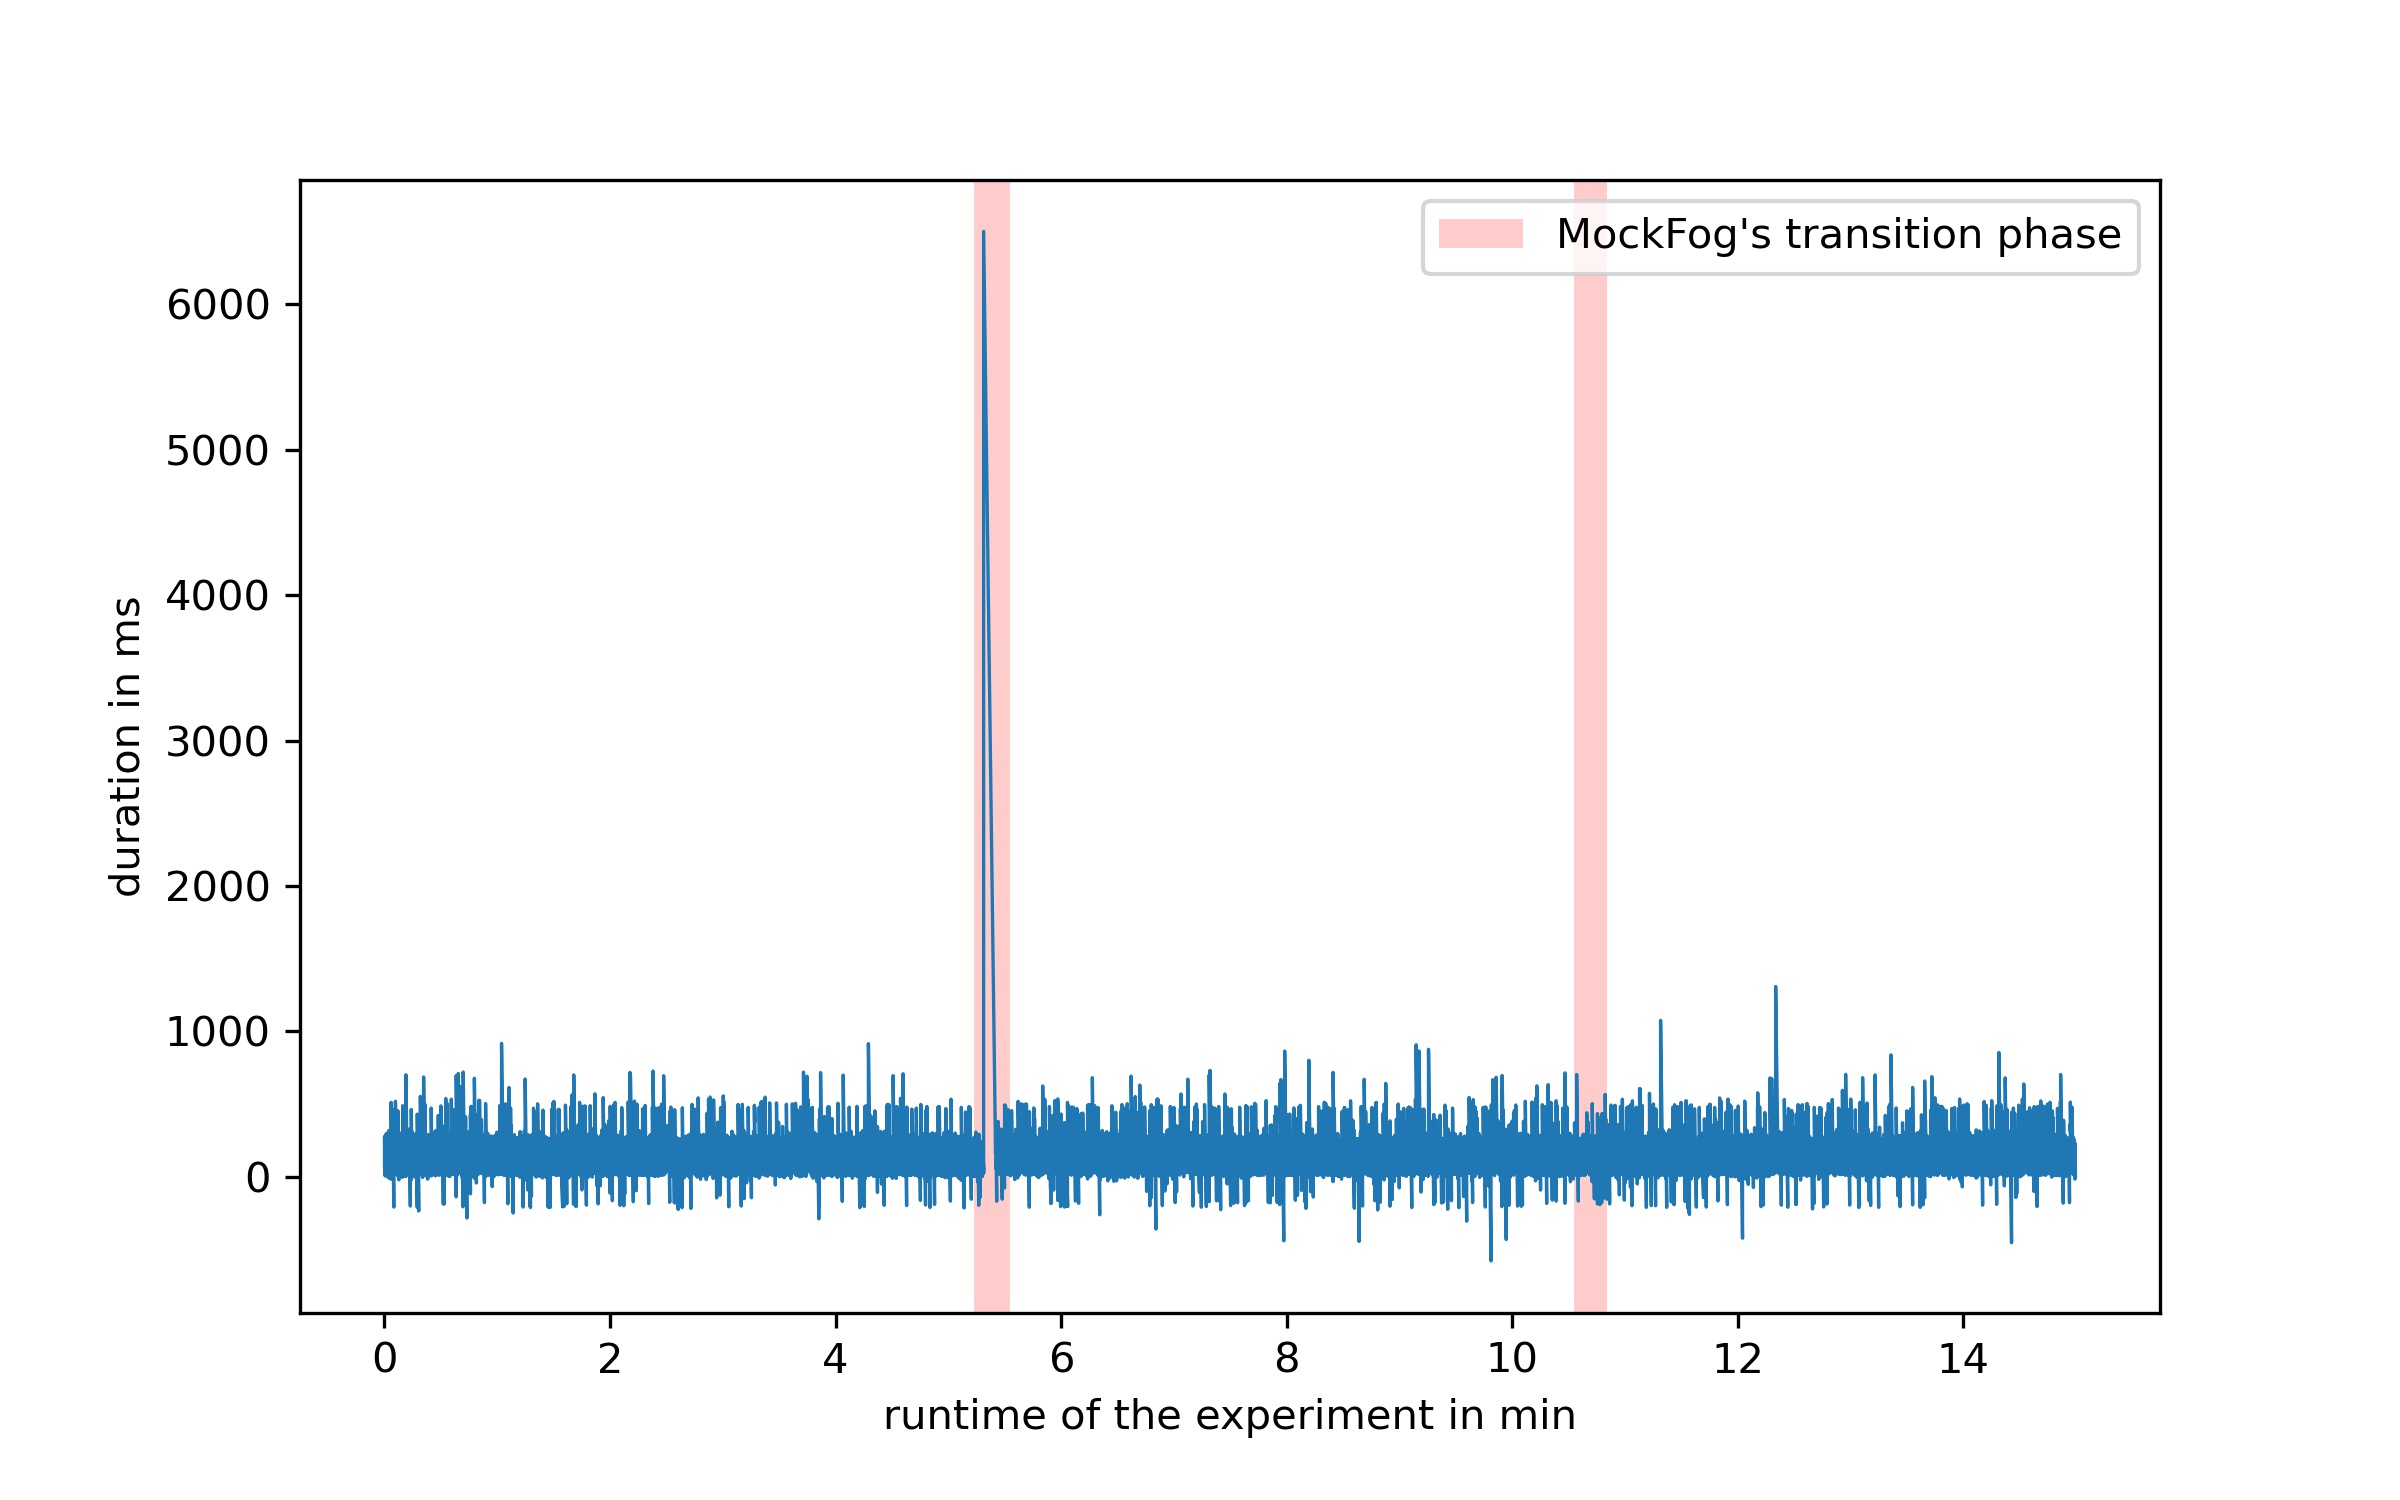 MockFog's transition phase
6000
5000
4000
3000
2000
1000
0
duration in ms
0 2 4 6 8 10 12 14
runtime of the experiment in min